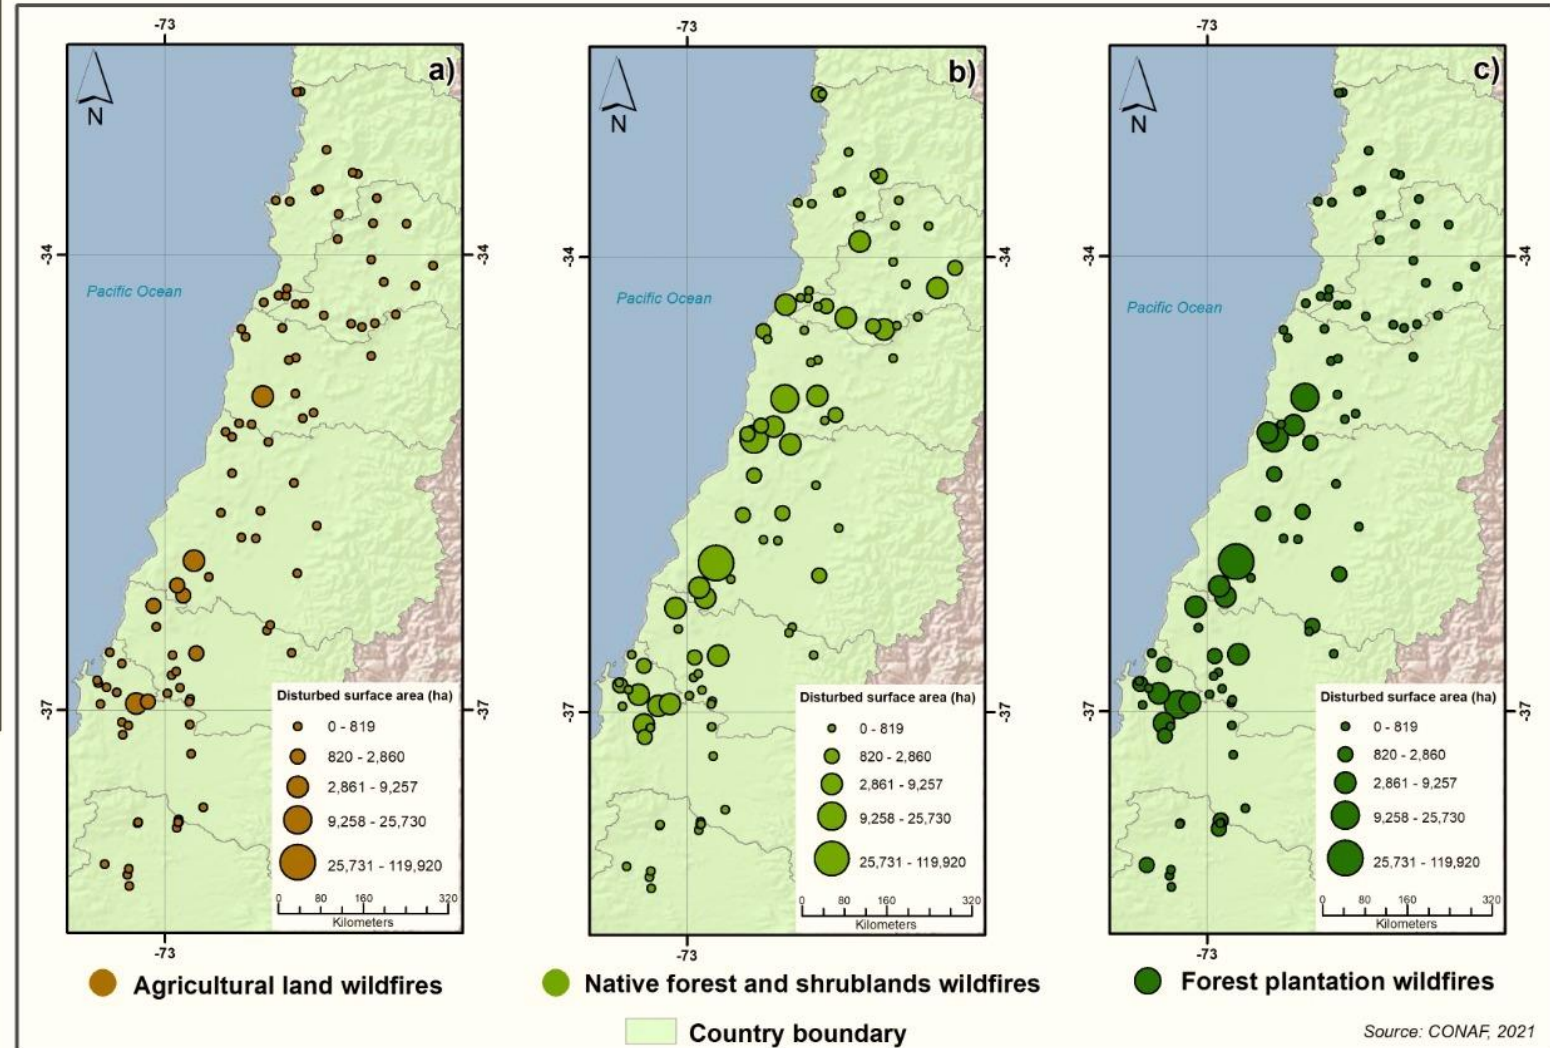 -73
-73
-73
a)
b)
c)
N
N
N
-34
-34
-34
-34
Pacific Ocean
Pacific Ocean
Pacific Ocean
-37
-37
-37
-37
Disturbed surface area (ha)
0 - 819
820 - 2,860
2,861 - 9,257
9,258 - 25,730
25,731 - 119,920
0 80 160 320
Kilometers
Disturbed surface area (ha)
0 - 819
820 - 2,860
2,861 - 9,257
9,258 - 25,730
25,731 - 119,920
0 80 160 320
Kilometers
Disturbed surface area (ha)
0 - 819
820 - 2,860
2,861 - 9,257
9,258 - 25,730
25,731 - 119,920
0 80 160 320
Kilometers
-73
-73
-73
Agricultural land wildfires
Native forest and shrublands wildfires
Forest plantation wildfires
Country boundary
Source: CONAF, 2021